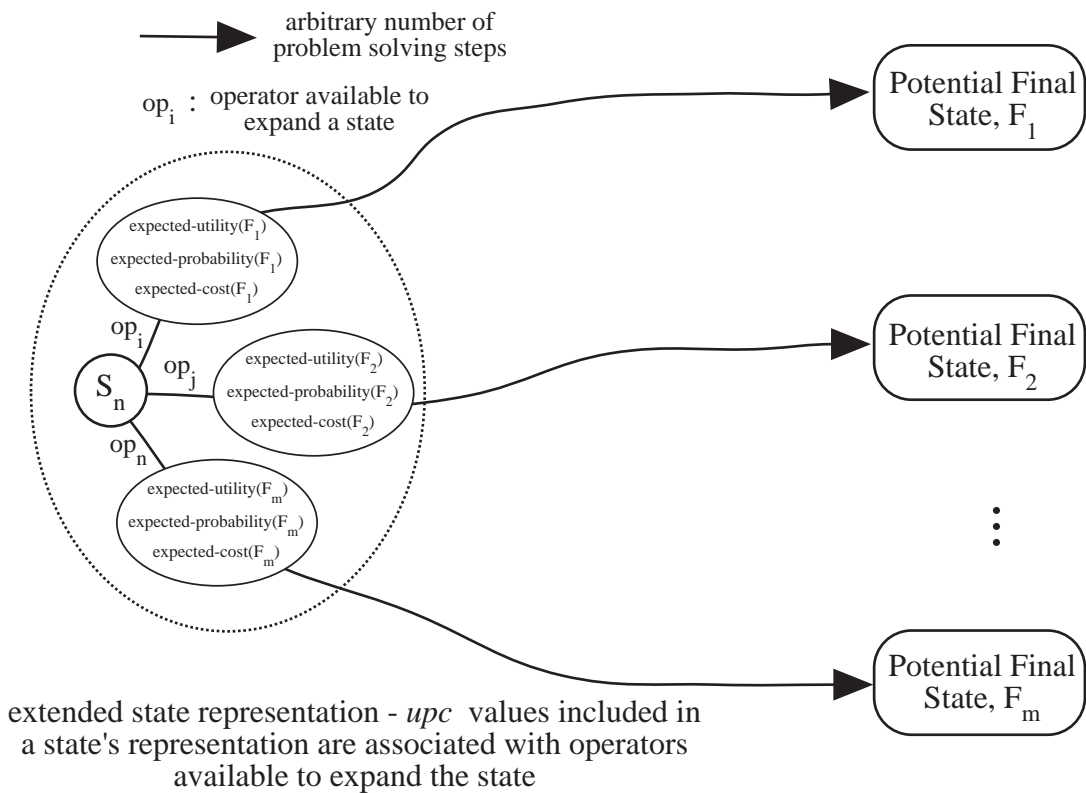 arbitrary number of
problem solving steps
op_i : operator available to
expand a state
Potential Final
State, F_1
expected-utility(F_1)
expected-probability(F_1)
expected-cost(F_1)
op_i
Potential Final
State, F_2
expected-utility(F_2)
expected-probability(F_2)
expected-cost(F_2)
op_j
S_n
op_n
expected-utility(F_m)
expected-probability(F_m)
expected-cost(F_m)
Potential Final
State, F_m
extended state representation - upc values included in
a state's representation are associated with operators
available to expand the state